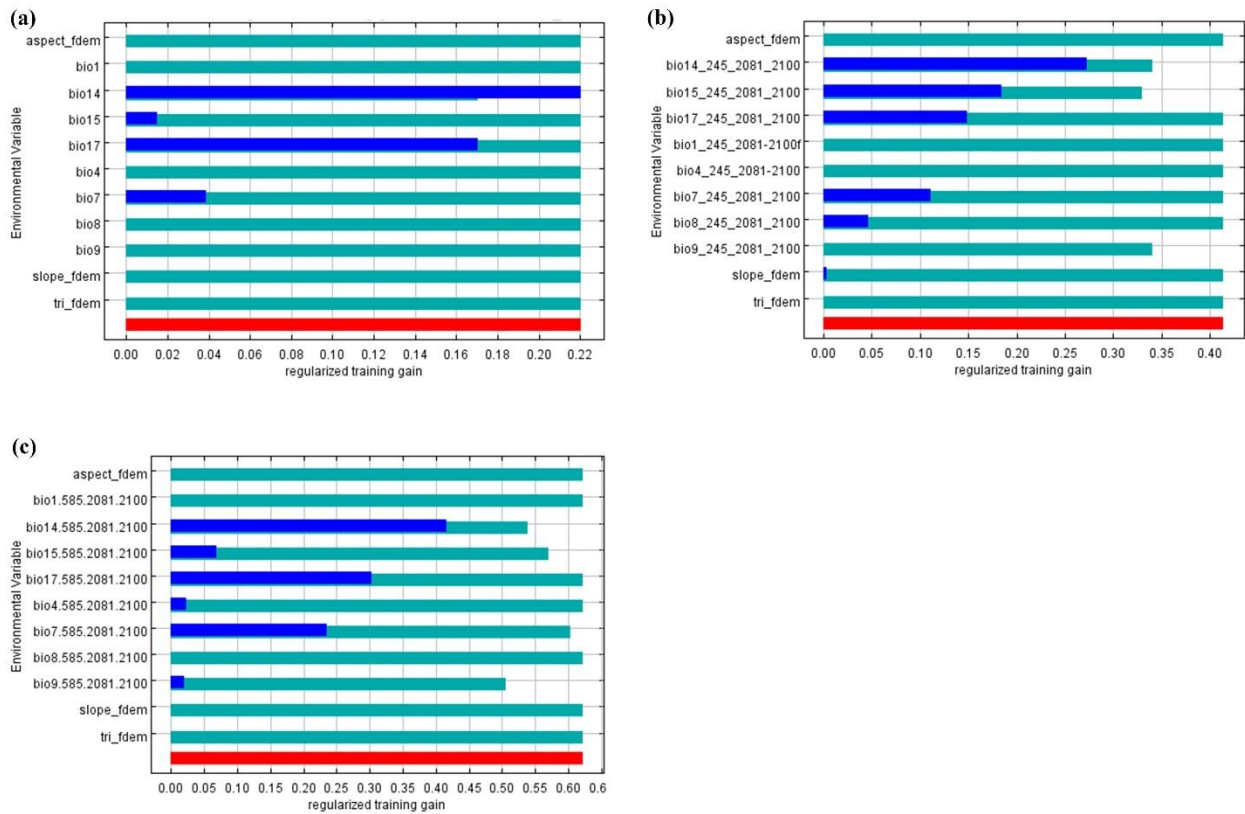 (a)
aspect_fdem
bio1
bio14
bio15
bio17
bio4
bio7
bio8
bio9
slope_fdem
tri_fdem
Environmental Variable
0.00 0.02 0.04 0.06 0.08 0.10 0.12 0.14 0.16 0.18 0.20 0.22
regularized training gain
(b)
aspect_fdem
bio14_245_2081_2100
bio15_245_2081_2100
bio17_245_2081_2100
bio1_245_2081-2100f
bio4_245_2081-2100
bio7_245_2081_2100
bio8_245_2081_2100
bio9_245_2081_2100
slope_fdem
tri_fdem
Environmental Variable
0.00 0.05 0.10 0.15 0.20 0.25 0.30 0.35 0.40
regularized training gain
(c)
aspect_fdem
bio1.585.2081.2100
bio14.585.2081.2100
bio15.585.2081.2100
bio17.585.2081.2100
bio4.585.2081.2100
bio7.585.2081.2100
bio8.585.2081.2100
bio9.585.2081.2100
slope_fdem
tri_fdem
Environmental Variable
0.00 0.05 0.10 0.15 0.20 0.25 0.30 0.35 0.40 0.45 0.50 0.55 0.60 0.6
regularized training gain